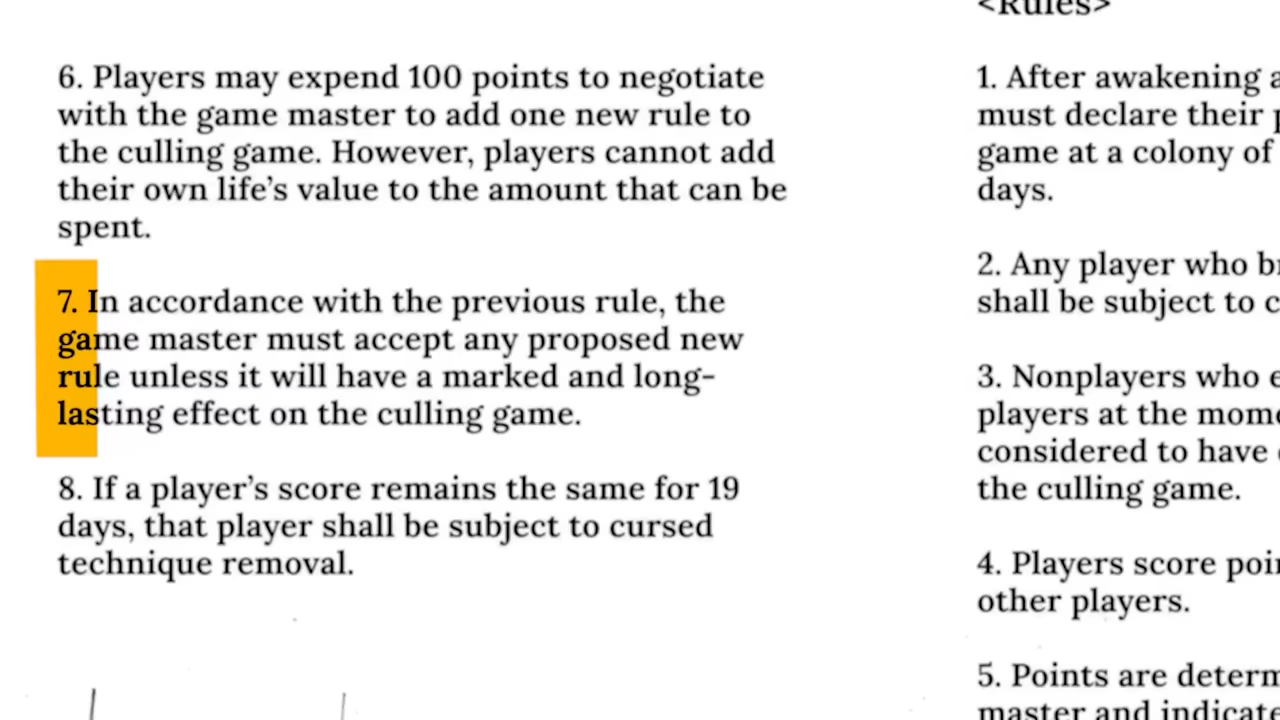 6. Players may expend 100 points to negotiate
with the game master to add one new rule to
the culling game. However, players cannot add
their own life's value to the amount that can be
spent.
7. In accordance with the previous rule, the
game master must accept any proposed new
rule unless it will have a marked and long-
lasting effect on the culling game.
8. If a player's score remains the same for 19
days, that player shall be subject to cursed
technique removal.
<Rules>
1. After awakening
must declare their
game at a colony of
days.
2. Any player who
shall be subject to
3. Nonplayers who
players at the
considered to have
the culling game.
4. Players score
other players.
5. Points are
master and